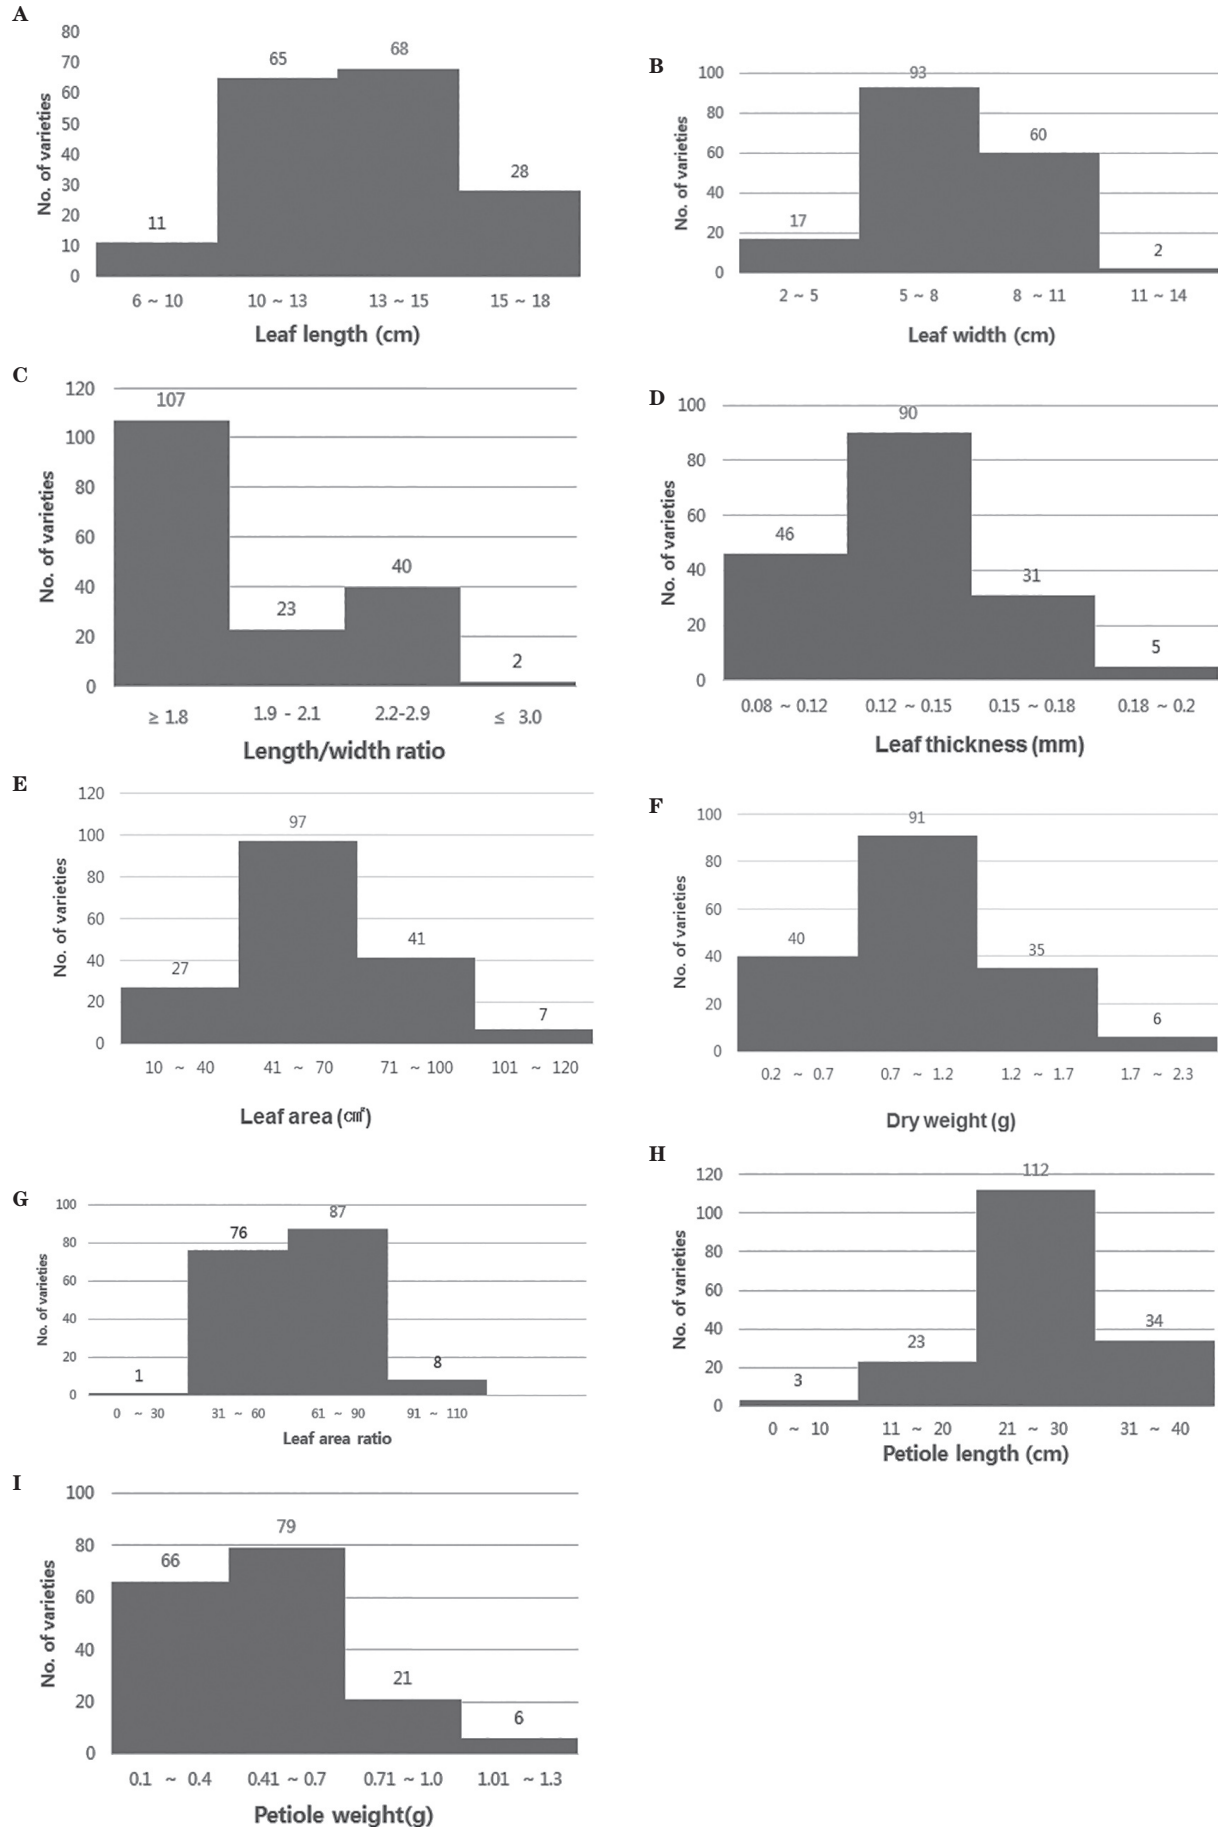 A
No. of varieties
80
70
60
50
40
30
20
10
0
11
65
68
28
6 ~ 10
10 ~ 13
13 ~ 15
15 ~ 18
Leaf length (cm)
B
No. of varieties
100
80
60
40
20
0
17
93
60
2
2 ~ 5
5 ~ 8
8 ~ 11
11 ~ 14
Leaf width (cm)
C
No. of varieties
120
100
80
60
40
20
0
107
23
40
2
≥ 1.8
1.9 - 2.1
2.2-2.9
≤ 3.0
Length/width ratio
D
No. of varieties
100
80
60
40
20
0
46
90
31
5
0.08 ~ 0.12
0.12 ~ 0.15
0.15 ~ 0.18
0.18 ~ 0.2
Leaf thickness (mm)
E
No. of varieties
120
100
80
60
40
20
0
27
97
41
7
10 ~ 40
41 ~ 70
71 ~ 100
101 ~ 120
Leaf area (㎠)
F
No. of varieties
100
80
60
40
20
0
40
91
35
6
0.2 ~ 0.7
0.7 ~ 1.2
1.2 ~ 1.7
1.7 ~ 2.3
Dry weight (g)
G
No. of varieties
100
80
60
40
20
0
1
76
87
8
0 ~ 30
31 ~ 60
61 ~ 90
91 ~ 110
Leaf area ratio
H
No. of varieties
120
100
80
60
40
20
0
3
23
112
34
0 ~ 10
11 ~ 20
21 ~ 30
31 ~ 40
Petiole length (cm)
I
No. of varieties
100
80
60
40
20
0
66
79
21
6
0.1 ~ 0.4
0.41 ~ 0.7
0.71 ~ 1.0
1.01 ~ 1.3
Petiole weight(g)